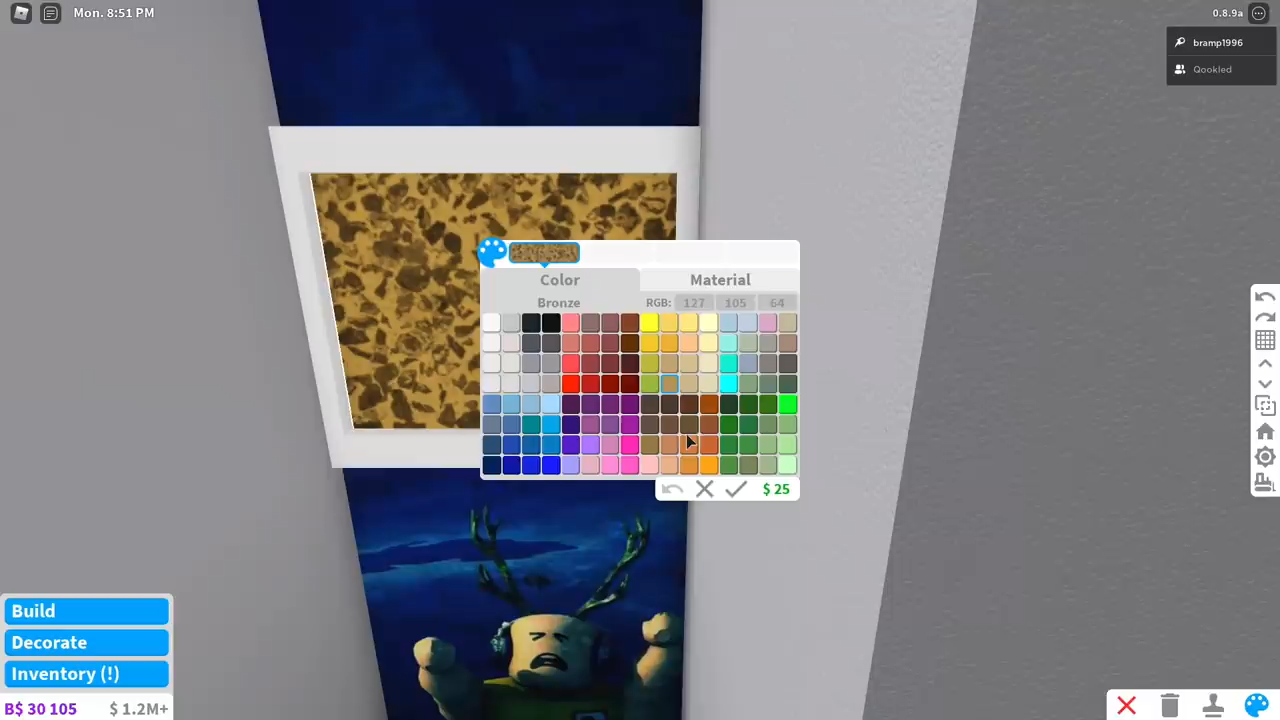 Mon. 8:51 PM
0.8.9a
bramp1996
Qookled
Color
Material
Bronze
RGB: 127 105 64
$ 25
Build
Decorate
Inventory (!)
B$ 30 105 $ 1.2M+